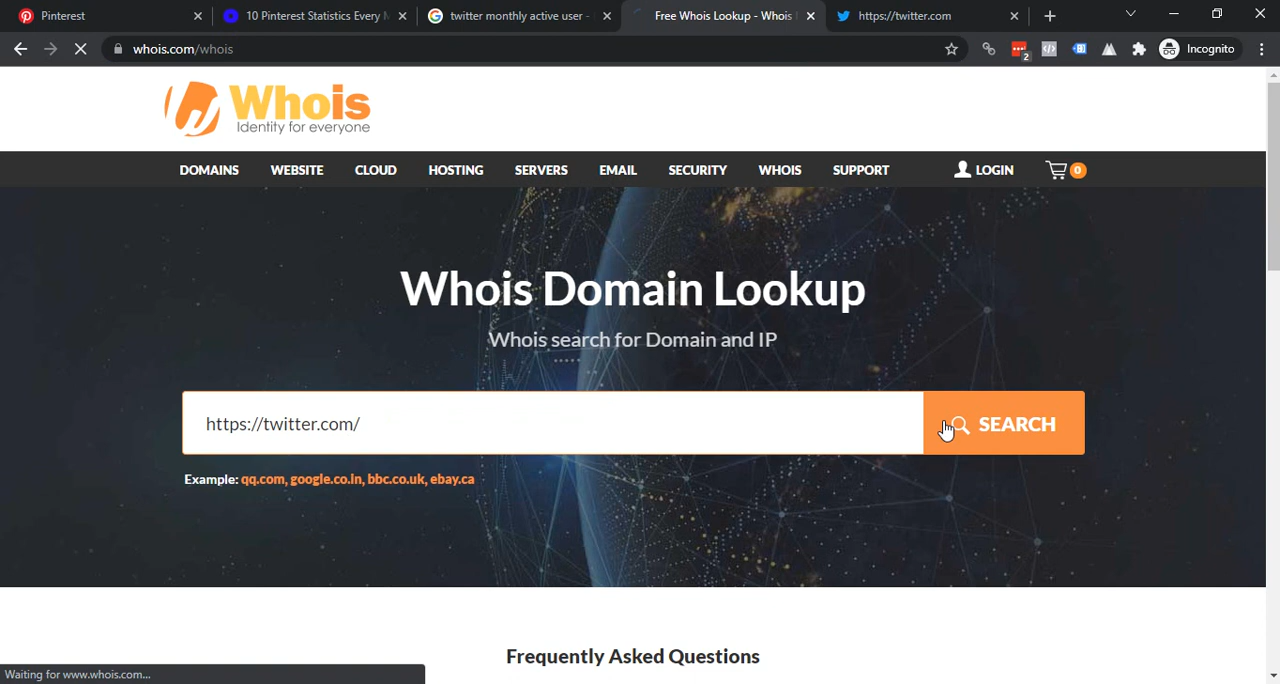 Pinterest
10 Pinterest Statistics Every M
twitter monthly active user -
Free Whois Lookup - Whois
https://twitter.com
whois.com/whois
2
Incognito
Whois
Identity for everyone
DOMAINS WEBSITE CLOUD HOSTING SERVERS EMAIL SECURITY WHOIS SUPPORT LOGIN 0
Whois Domain Lookup
Whois search for Domain and IP
https://twitter.com/
SEARCH
Example: qq.com, google.co.in, bbc.co.uk, ebay.ca
Frequently Asked Questions
Waiting for www.whois.com...